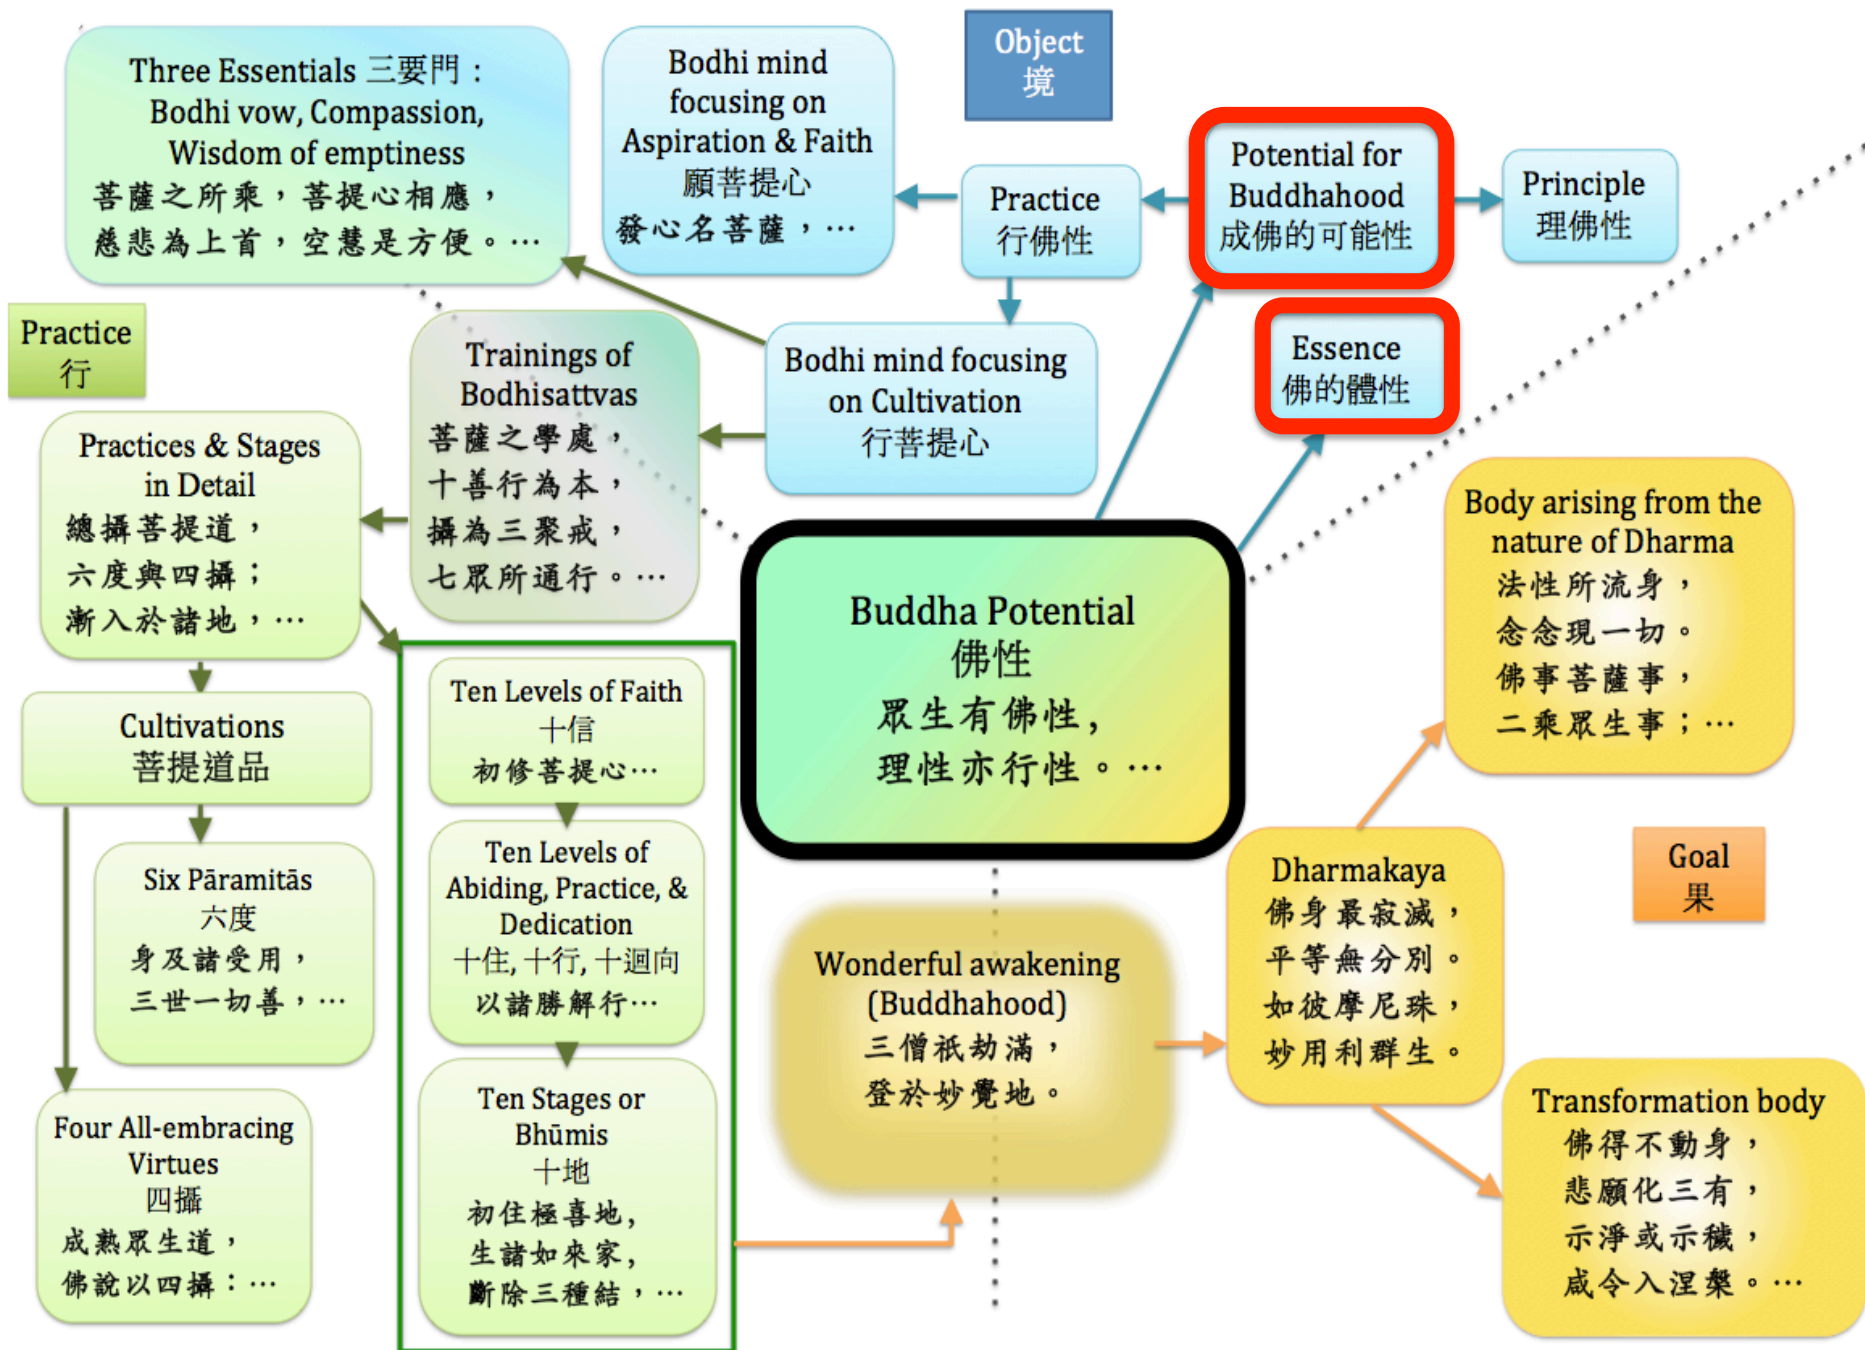 Object
境
Three Essentials 三要門：
Bodhi vow, Compassion,
Wisdom of emptiness
菩薩之所乘，菩提心相應，
慈悲為上首，空慧是方便。…
Bodhi mind
focusing on
Aspiration & Faith
願菩提心
發心名菩薩，…
Practice
行佛性
Potential for
Buddhahood
成佛的可能性
Principle
理佛性
Essence
佛的體性
Practice
行
Trainings of
Bodhisattvas
菩薩之學處，
十善行為本，
攝為三聚戒，
七眾所通行。…
Bodhi mind focusing
on Cultivation
行菩提心
Practices & Stages
in Detail
總攝菩提道，
六度與四攝；
漸入於諸地，…
Buddha Potential
佛性
眾生有佛性，
理性亦行性。…
Body arising from the
nature of Dharma
法性所流身，
念念現一切。
佛事菩薩事，
二乘眾生事；…
Cultivations
菩提道品
Ten Levels of Faith
十信
初修菩提心…
Six Pāramitās
六度
身及諸受用，
三世一切善，…
Ten Levels of
Abiding, Practice, &
Dedication
十住, 十行, 十迴向
以諸勝解行…
Four All-embracing
Virtues
四攝
成熟眾生道，
佛說以四攝：…
Ten Stages or
Bhūmis
十地
初住極喜地，
生諸如來家，
斷除三種結，…
Wonderful awakening
(Buddhahood)
三僧祇劫滿，
登於妙覺地。
Dharmakaya
佛身最寂滅，
平等無分別。
如彼摩尼珠，
妙用利群生。
Goal
果
Transformation body
佛得不動身，
悲願化三有，
示淨或示穢，
咸令入涅槃。…